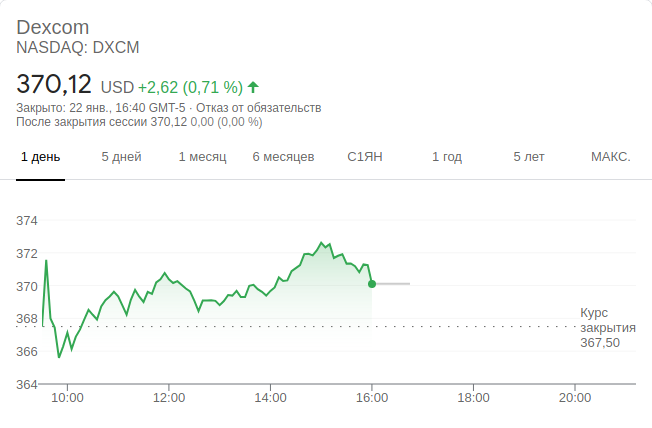 Dexcom
NASDAQ: DXCM
370,12 USD +2,62 (0,71 %)
Закрыто: 22 янв., 16:40 GMT-5 · Отказ от обязательств
После закрытия сессии 370,12 0,00 (0,00 %)
1 день 5 дней 1 месяц 6 месяцев С1ЯН 1 год 5 лет МАКС.
374
372
370
368
366
364
Курс
закрытия
367,50
10:00 12:00 14:00 16:00 18:00 20:00